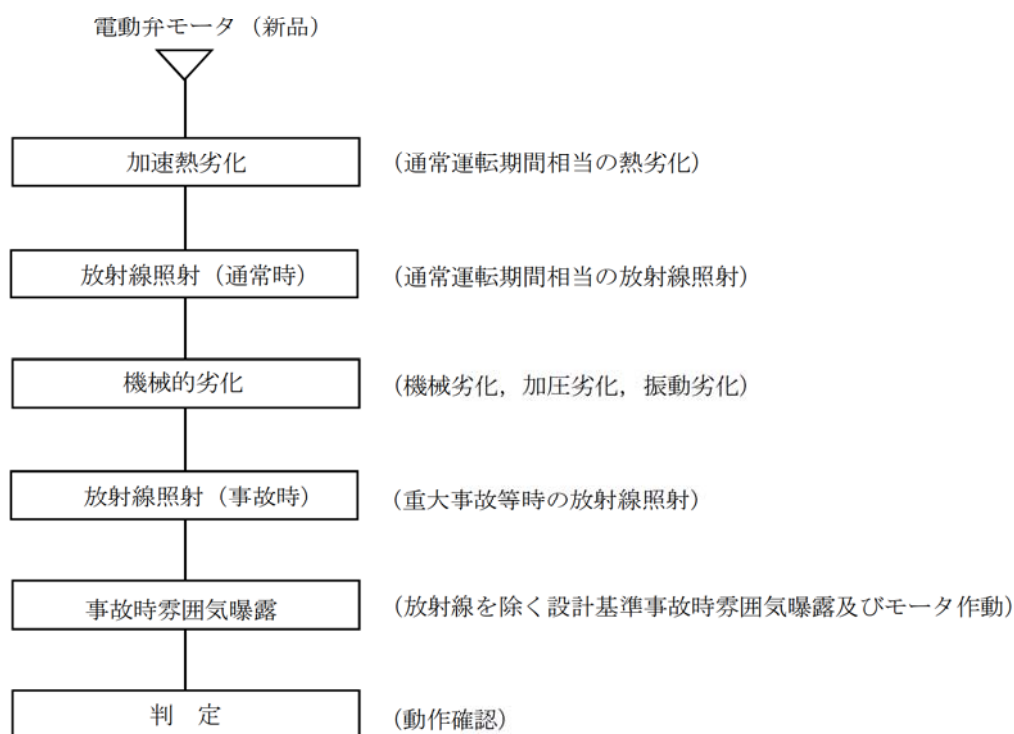 電動弁モータ（新品）
加速熱劣化
（通常運転期間相当の熱劣化）
放射線照射（通常時）
（通常運転期間相当の放射線照射）
機械的劣化
（機械劣化，加圧劣化，振動劣化）
放射線照射（事故時）
（重大事故等時の放射線照射）
事故時雰囲気曝露
（放射線を除く設計基準事故時雰囲気曝露及びモータ作動）
判　定
（動作確認）